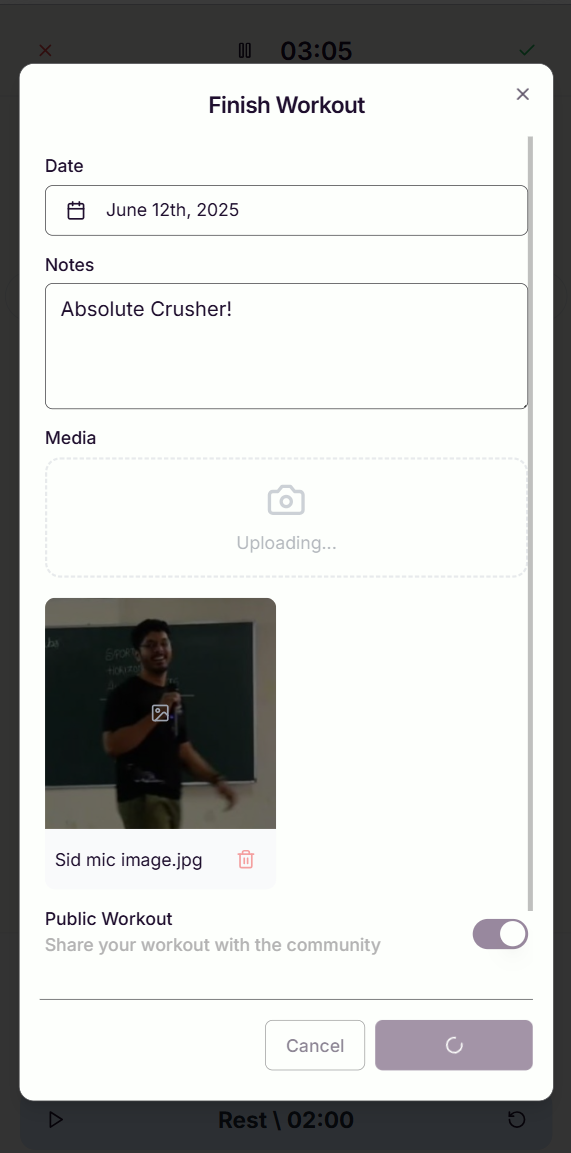 03:05
Finish Workout
Date
June 12th, 2025
Notes
Absolute Crusher!
Media
Uploading...
Sid mic image.jpg
Public Workout
Share your workout with the community
Cancel
Rest \ 02:00